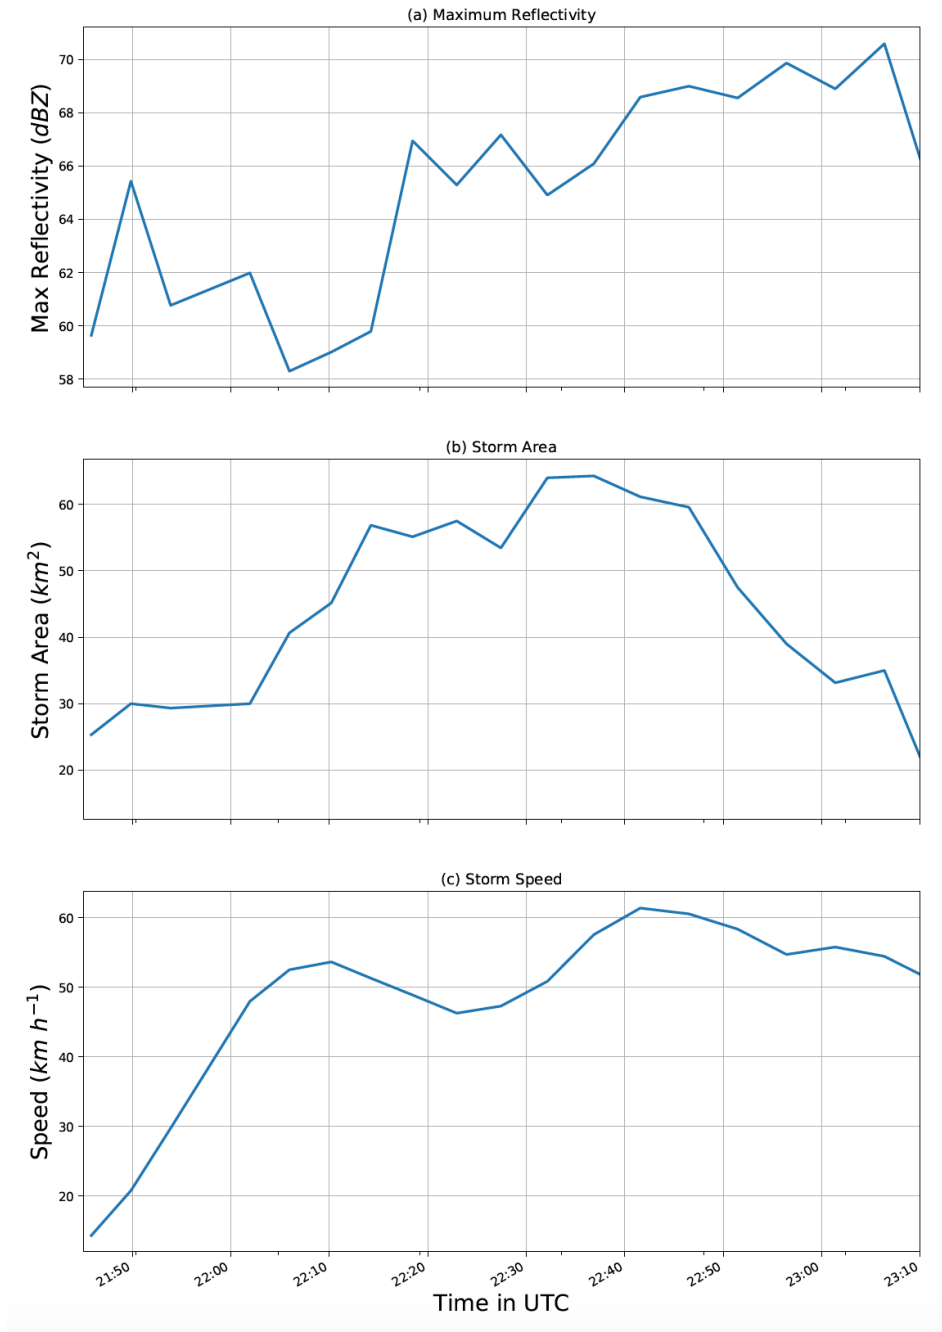 (a) Maximum Reflectivity
70
68
66
64
62
60
58
Max Reflectivity (dBZ)
(b) Storm Area
60
50
40
30
20
Storm Area (km²)
(c) Storm Speed
60
50
40
30
20
Speed (km h⁻¹)
21:50 22:00 22:10 22:20 22:30 22:40 22:50 23:00 23:10
Time in UTC